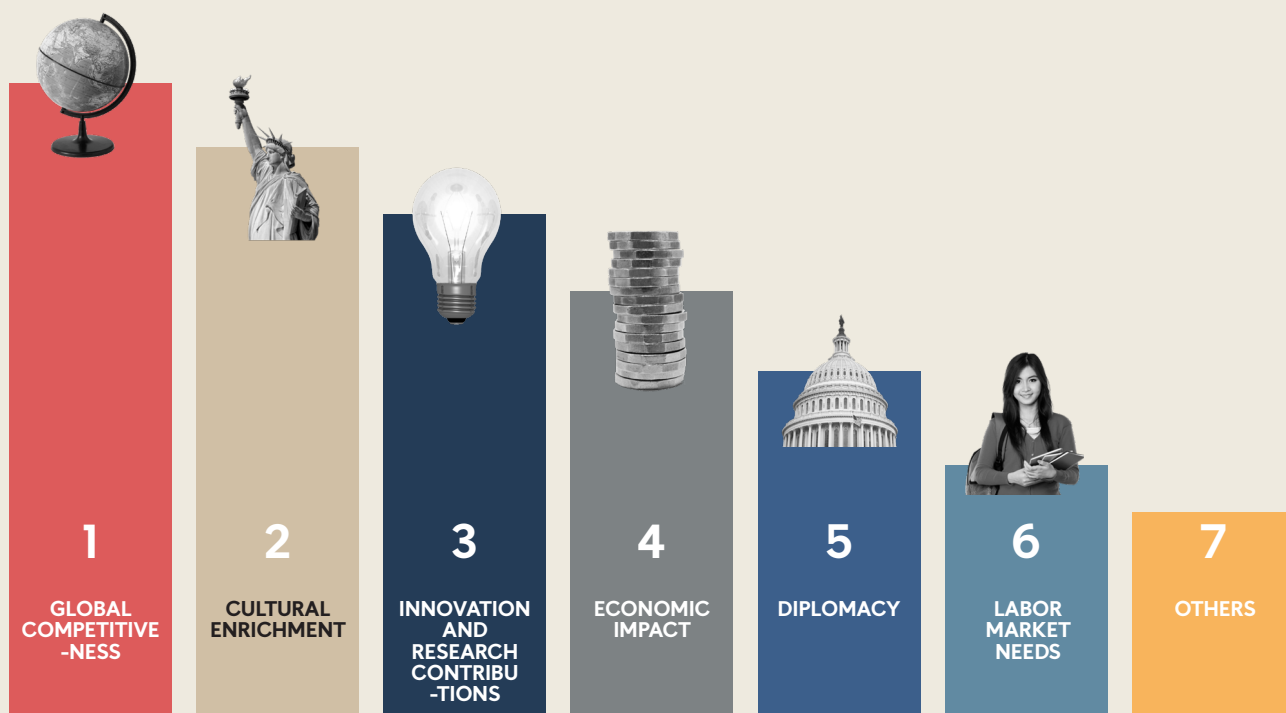 1
GLOBAL
COMPETITIVE
-NESS
2
CULTURAL
ENRICHMENT
3
INNOVATION
AND
RESEARCH
CONTRIBU
-TIONS
4
ECONOMIC
IMPACT
5
DIPLOMACY
6
LABOR
MARKET
NEEDS
7
OTHERS